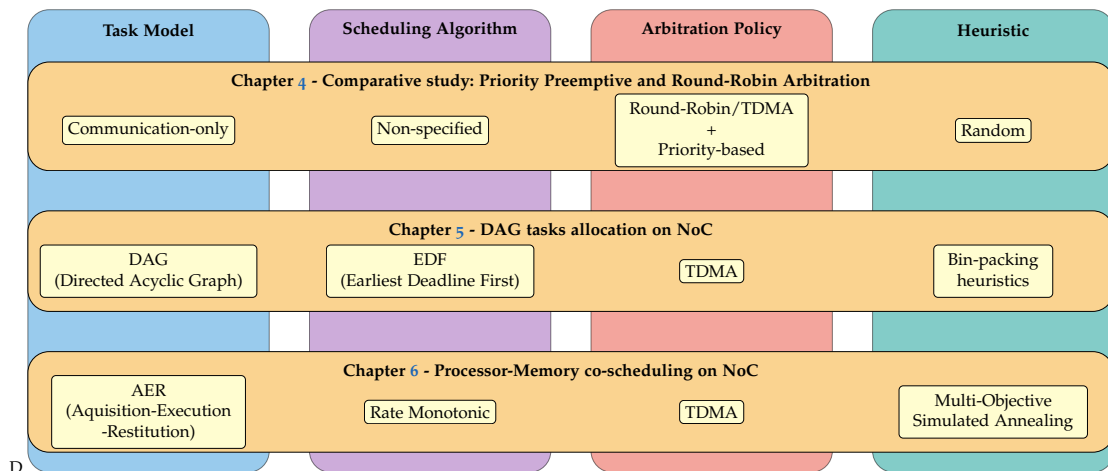 Task Model
Scheduling Algorithm
Arbitration Policy
Heuristic
Chapter 4 - Comparative study: Priority Preemptive and Round-Robin Arbitration
Communication-only
Non-specified
Round-Robin/TDMA
+
Priority-based
Random
Chapter 5 - DAG tasks allocation on NoC
DAG
(Directed Acyclic Graph)
EDF
(Earliest Deadline First)
TDMA
Bin-packing
heuristics
Chapter 6 - Processor-Memory co-scheduling on NoC
AER
(Aquisition-Execution
-Restitution)
Rate Monotonic
TDMA
Multi-Objective
Simulated Annealing
D